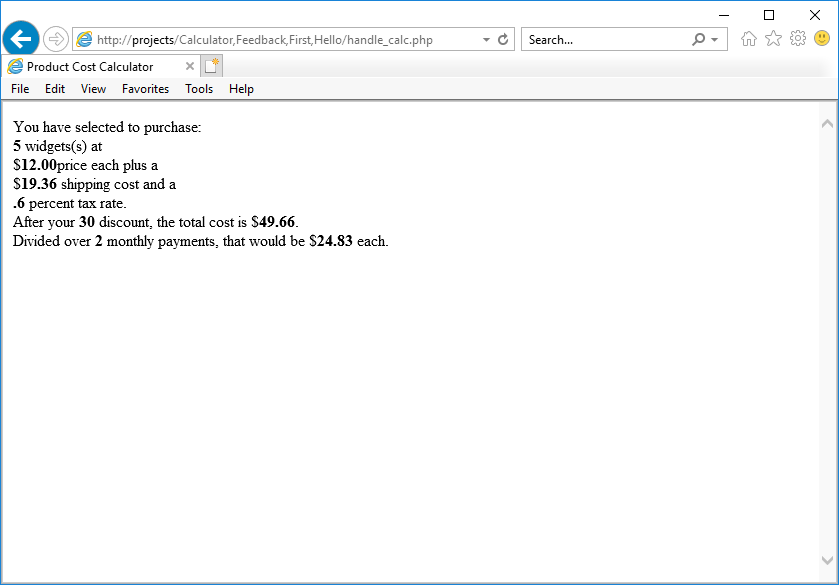 http://projects/Calculator,Feedback,First,Hello/handle_calc.php
Search...
Product Cost Calculator
File Edit View Favorites Tools Help
You have selected to purchase:
5 widgets(s) at
$12.00price each plus a
$19.36 shipping cost and a
.6 percent tax rate.
After your 30 discount, the total cost is $49.66.
Divided over 2 monthly payments, that would be $24.83 each.